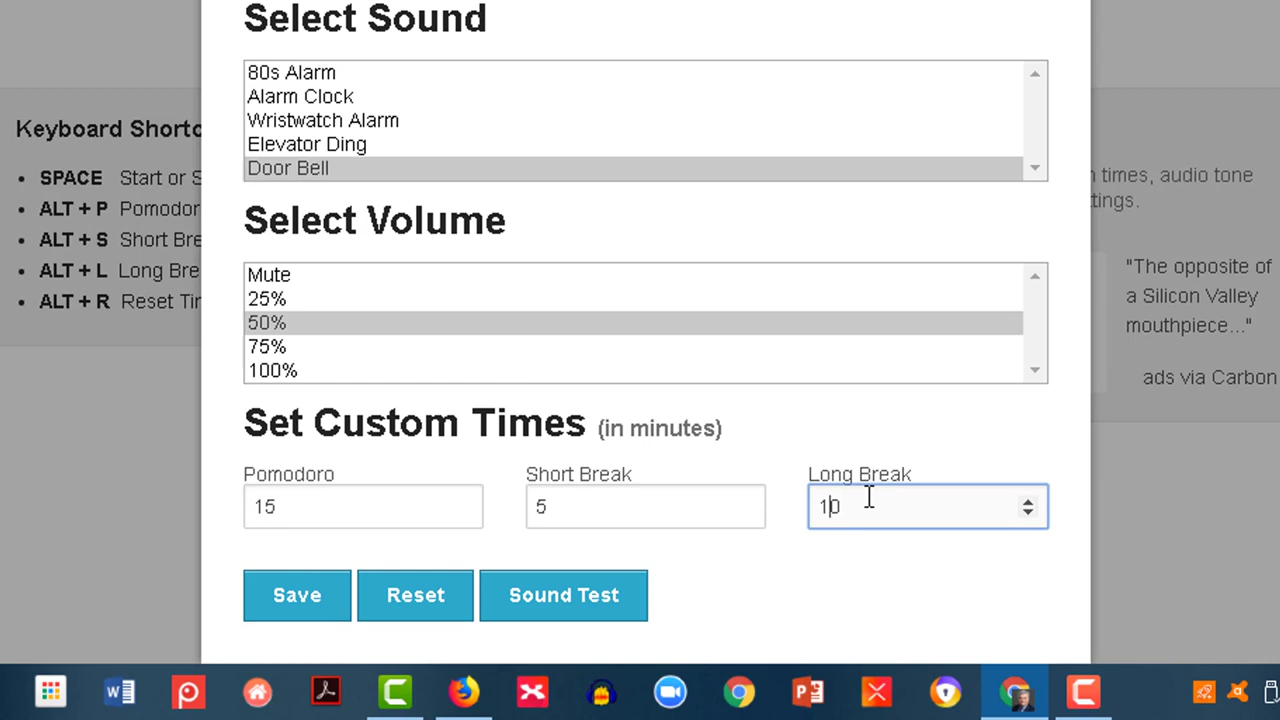 Select Sound
80s Alarm
Alarm Clock
Wristwatch Alarm
Elevator Ding
Door Bell
Select Volume
Mute
25%
50%
75%
100%
Set Custom Times (in minutes)
Pomodoro Short Break Long Break
15 5 10
Save Reset Sound Test
Keyboard Shortc
SPACE Start or S
ALT + P Pomodor
ALT + S Short Bre
ALT + L Long Bre
ALT + R Reset Tir
times, audio tone
tings.
"The opposite of
a Silicon Valley
mouthpiece..."
ads via Carbon